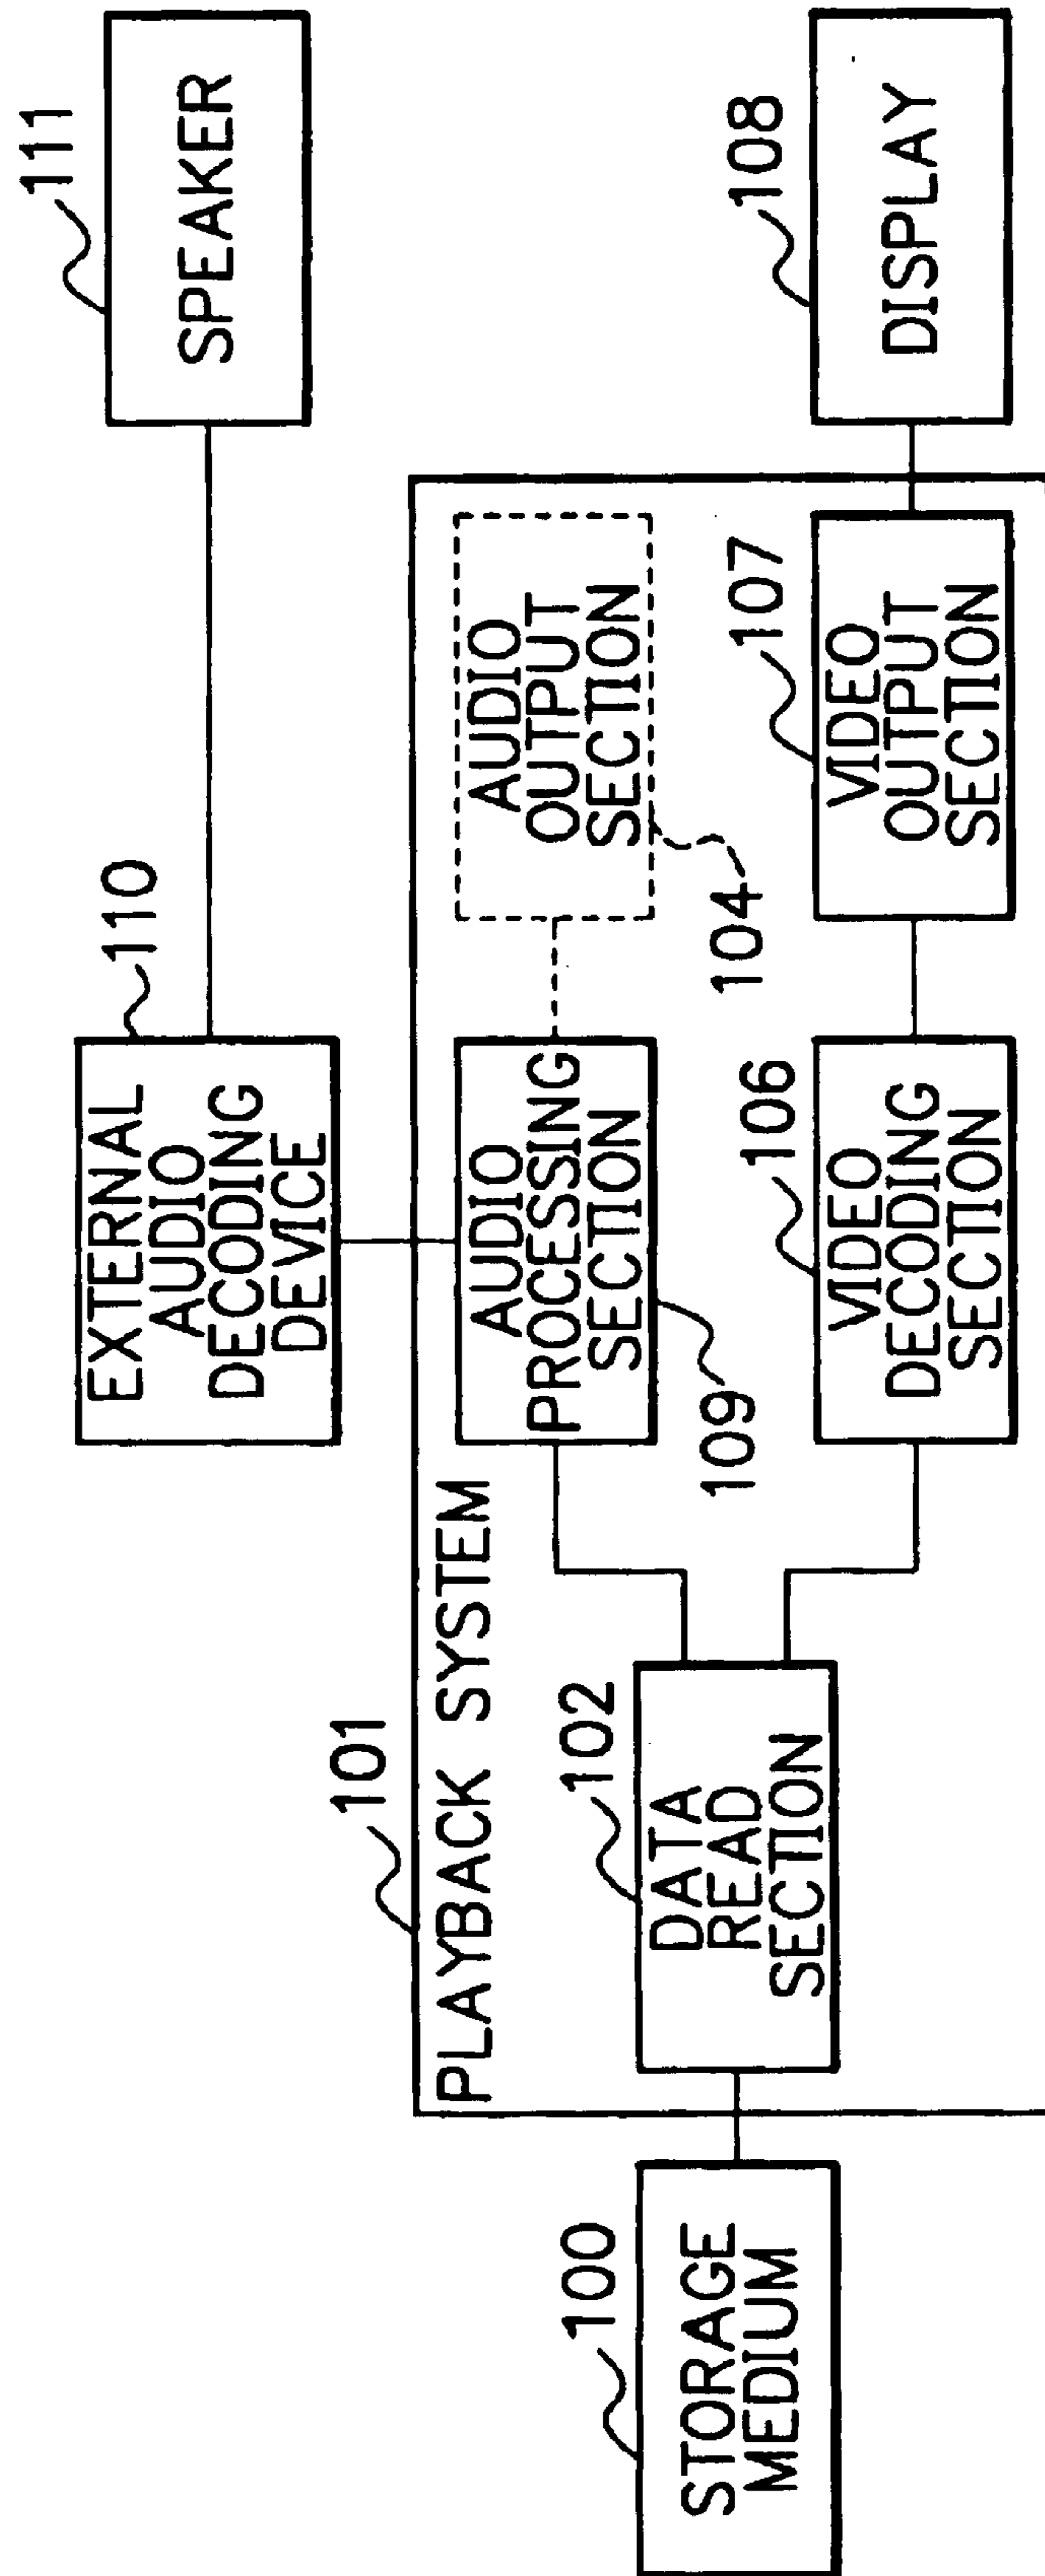 100
STORAGE
MEDIUM
101
PLAYBACK SYSTEM
102
DATA
READ
SECTION
110
EXTERNAL
AUDIO
DECODING
DEVICE
109
AUDIO
PROCESSING
SECTION
106
VIDEO
DECODING
SECTION
104
AUDIO
OUTPUT
SECTION
107
VIDEO
OUTPUT
SECTION
111
SPEAKER
108
DISPLAY